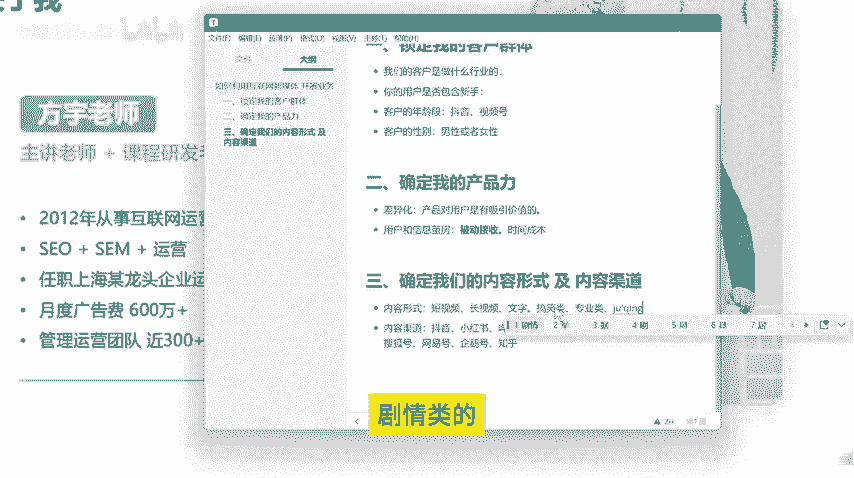 于我
方宇老师
主讲老师 + 课程研发
2012年从事互联网运营
SEO + SEM + 运营
任职上海某龙头企业运
月度广告费 600万+
管理运营团队 近300+
文件(F) 编辑(E) 段落(P) 格式(O) 视图(V) 主题(T) 帮助(H)
文件 大纲
如何利用互联网新媒体 开展业务
一、锁定我的客户群体
二、确定我的产品力
三、确定我们的内容形式 及
内容渠道
一、锁定我的客户群体
我们的客户是做什么行业的：
你的用户是否包含新手：
客户的年龄段：抖音、视频号
客户的性别：男性或者女性
二、确定我的产品力
差异化：产品对用户是有吸引价值的。
用户和信息茧房：被动接收。时间成本
三、确定我们的内容形式 及 内容渠道
内容形式：短视频、长视频、文字。搞笑类、专业类、ju'qing
1 剧情 2 举 3 据 4 剧 5 局 6 句 7 居
内容渠道：抖音、小红书、
搜狐号、网易号、企鹅号、知乎
剧情类的